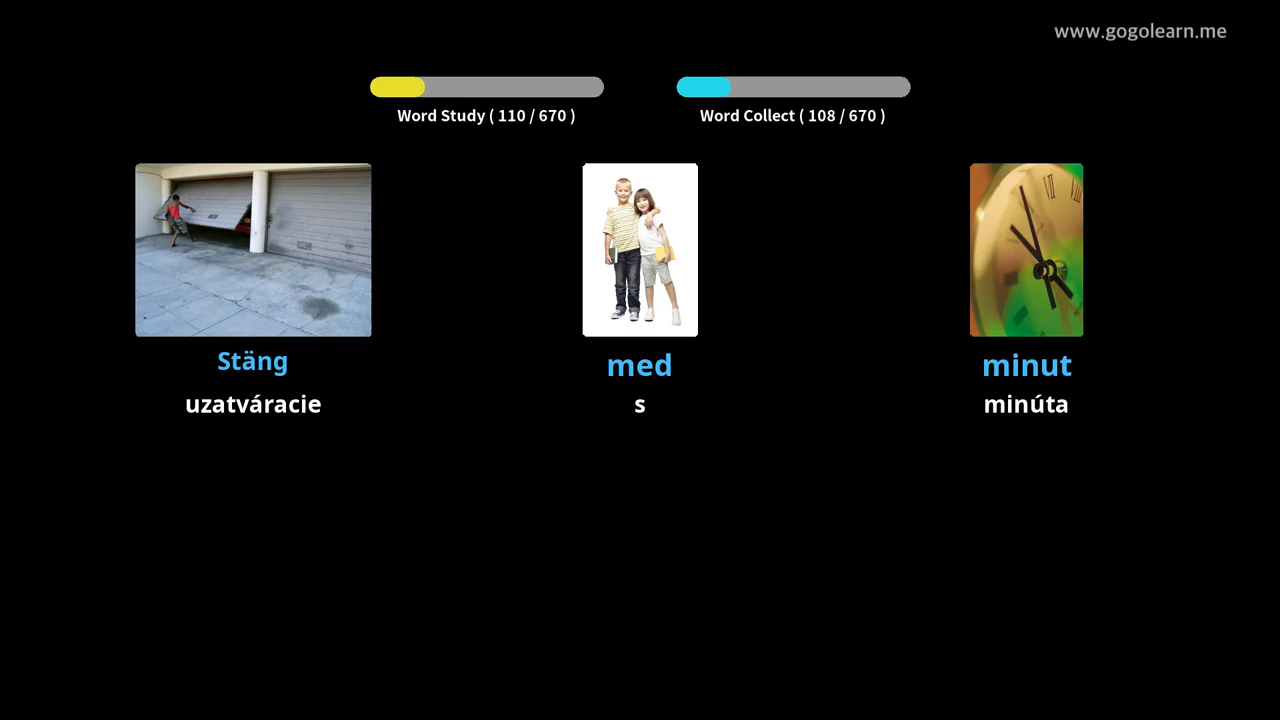 www.gogolearn.me
Word Study ( 110 / 670 )
Word Collect ( 108 / 670 )
Stäng
med
minut
uzatváracie
s
minúta